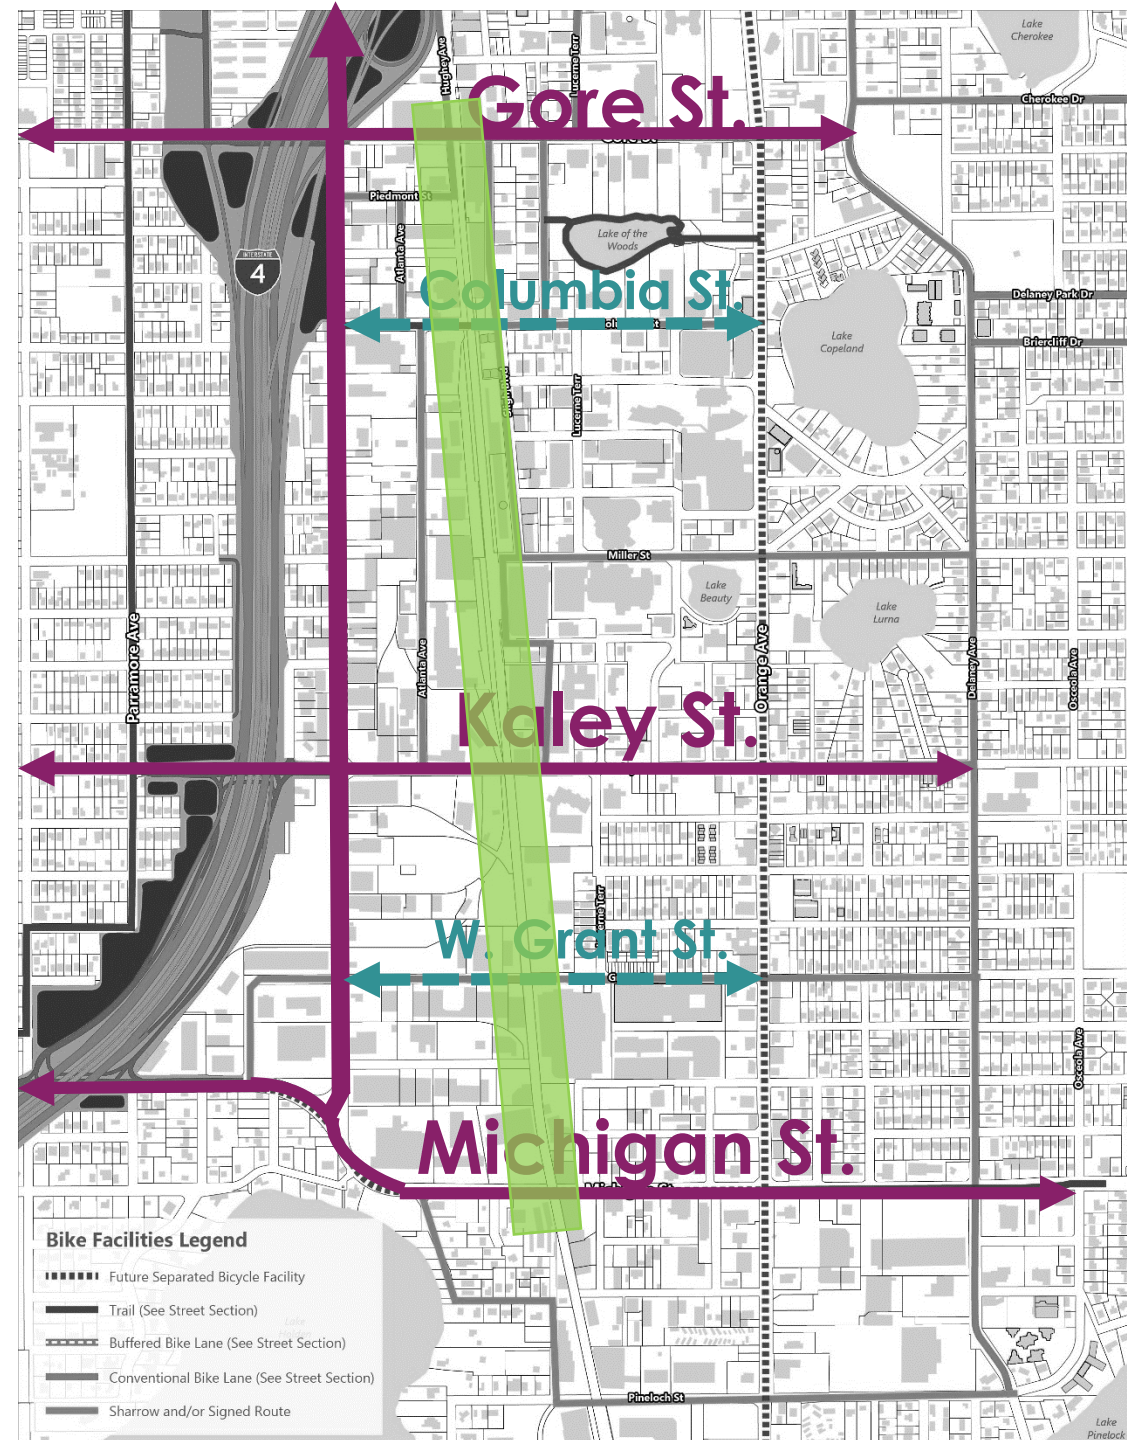 Lake
Cherokee
Hughey Ave
Lucerne Terr
Gore St.
Cherokee Dr
Piedmont St
Atlanta Ave
Lake of the
Woods
INTERSTATE
4
Columbia St.
Delaney Park Dr
Lake
Copeland
Briercliff Dr
Lucerne Terr
Miller St
Lake
Beauty
Lake
Lurna
Parramore Ave
Atlanta Ave
Orange Ave
Delaney Ave
Osceola Ave
Kaley St.
W. Grant St.
Osceola Ave
Michigan St.
Bike Facilities Legend
Future Separated Bicycle Facility
Trail (See Street Section)
Buffered Bike Lane (See Street Section)
Conventional Bike Lane (See Street Section)
Sharrow and/or Signed Route
Lake
Pineloch St
Lake
Pinelock